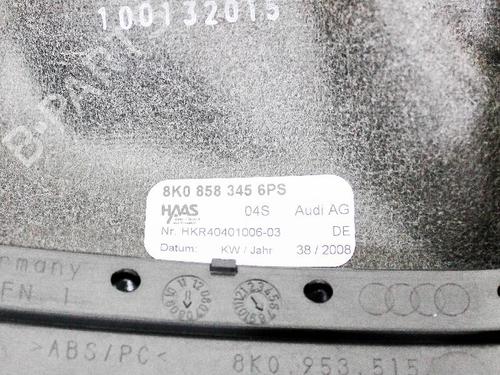 100132015
B-PARTS
8K0 858 345 6PS
HAAS 04S Audi AG
Nr. HKR40401006-03 DE
Datum: KW / Jahr 38 / 2008
>ABS/PC<
8K0.953.515